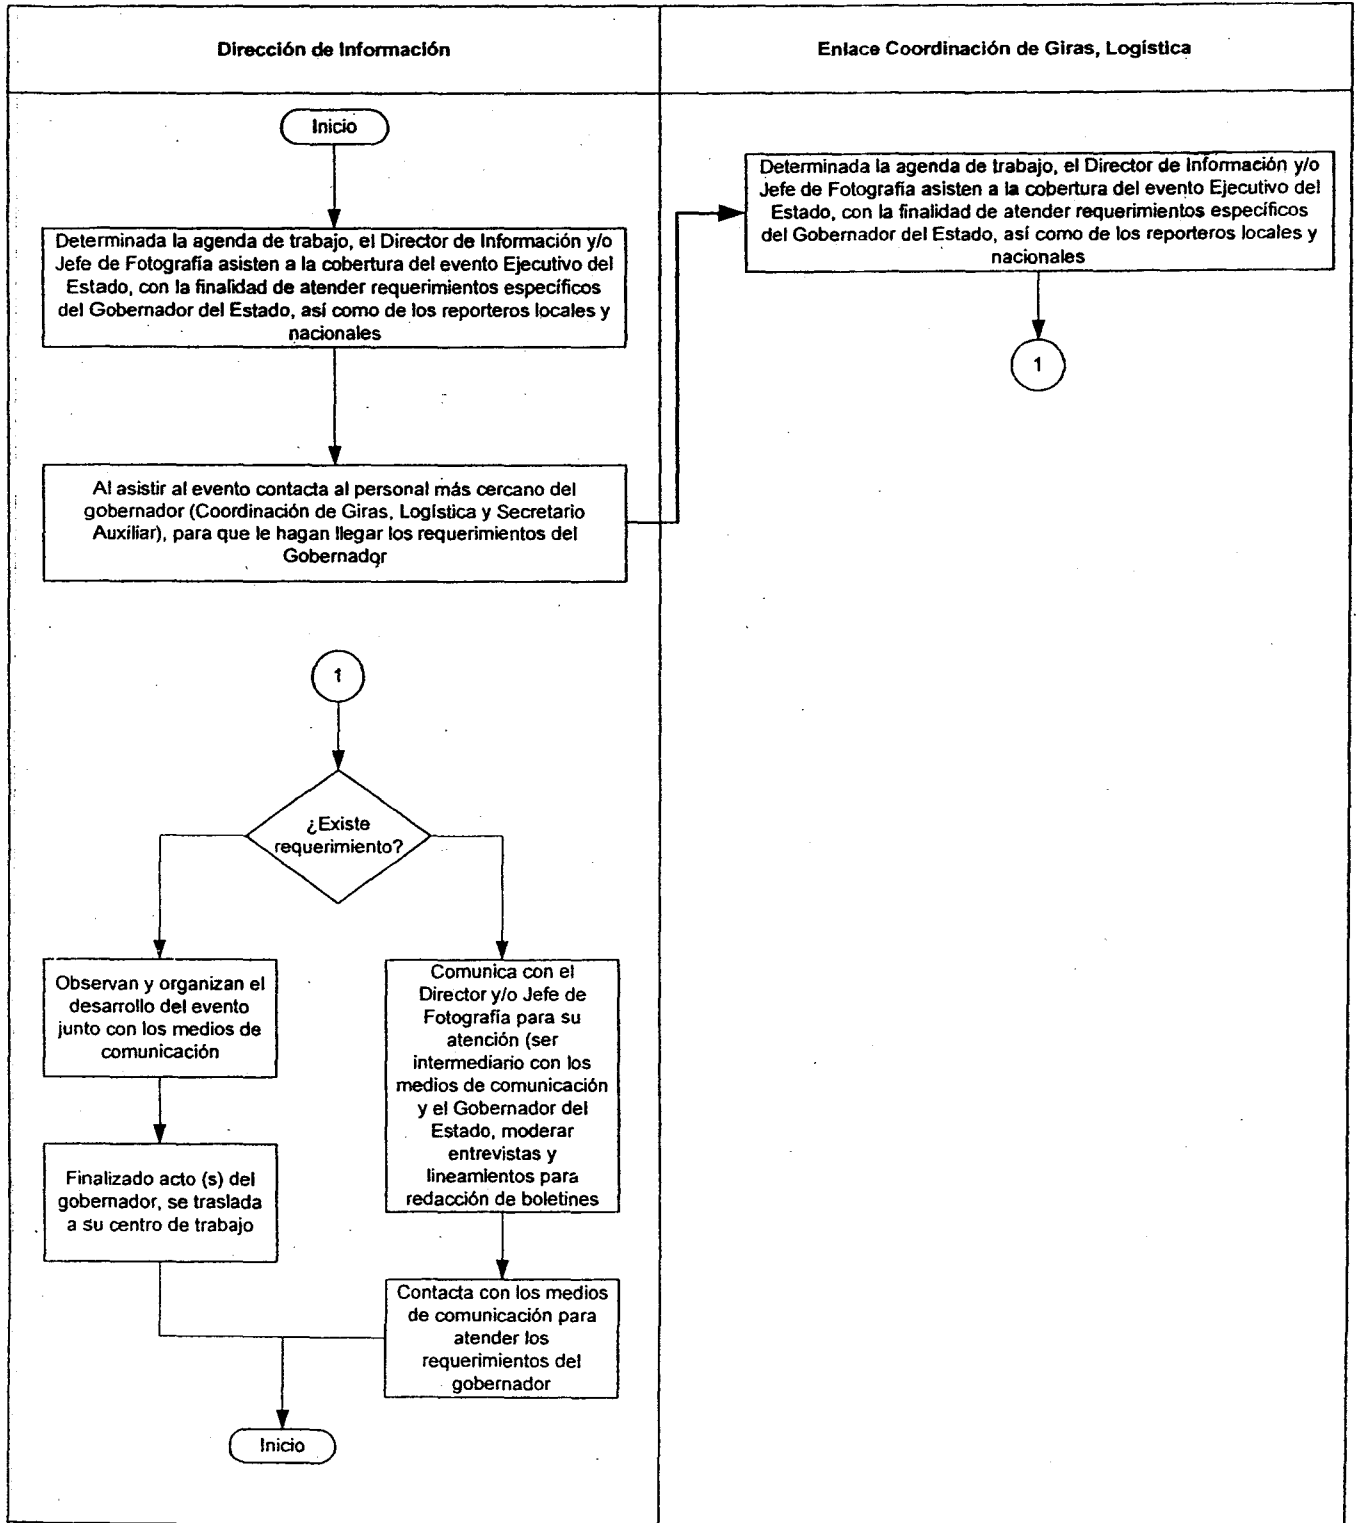 Dirección de Información
Enlace Coordinación de Giras, Logística
Inicio
Determinada la agenda de trabajo, el Director de Información y/o
Jefe de Fotografía asisten a la cobertura del evento Ejecutivo del
Estado, con la finalidad de atender requerimientos específicos
del Gobernador del Estado, así como de los reporteros locales y
nacionales
Al asistir al evento contacta al personal más cercano del
gobernador (Coordinación de Giras, Logística y Secretario
Auxiliar), para que le hagan llegar los requerimientos del
Gobernador
Determinada la agenda de trabajo, el Director de Información y/o
Jefe de Fotografía asisten a la cobertura del evento Ejecutivo del
Estado, con la finalidad de atender requerimientos específicos
del Gobernador del Estado, así como de los reporteros locales y
nacionales
1
1
¿Existe
requerimiento?
Observan y organizan el
desarrollo del evento
junto con los medios de
comunicación
Finalizado acto (s) del
gobernador, se traslada
a su centro de trabajo
Comunica con el
Director y/o Jefe de
Fotografía para su
atención (ser
intermediario con los
medios de comunicación
y el Gobernador del
Estado, moderar
entrevistas y
lineamientos para
redacción de boletines
Contacta con los medios
de comunicación para
atender los
requerimientos del
gobernador
Inicio